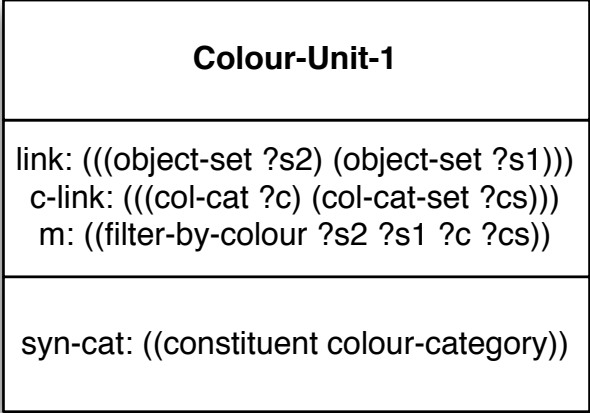 Colour-Unit-1
link: (((object-set ?s2) (object-set ?s1)))
c-link: (((col-cat ?c) (col-cat-set ?cs)))
m: ((filter-by-colour ?s2 ?s1 ?c ?cs))
syn-cat: ((constituent colour-category))